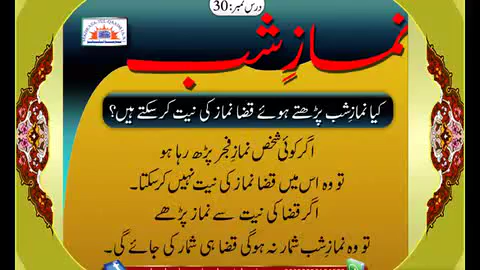 درس نمبر:30
نمازِ شب
کیا نمازِ شب پڑھتے ہوئے قضا نماز کی نیت کر سکتے ہیں؟
اگر کوئی شخص نمازِ فجر پڑھ رہا ہو
تو وہ اس میں قضا نماز کی نیت نہیں کر سکتا۔
اگر قضا کی نیت سے نماز پڑھے
تو وہ نمازِ شب شمار نہ ہوگی قضا ہی شمار کی جائے گی۔